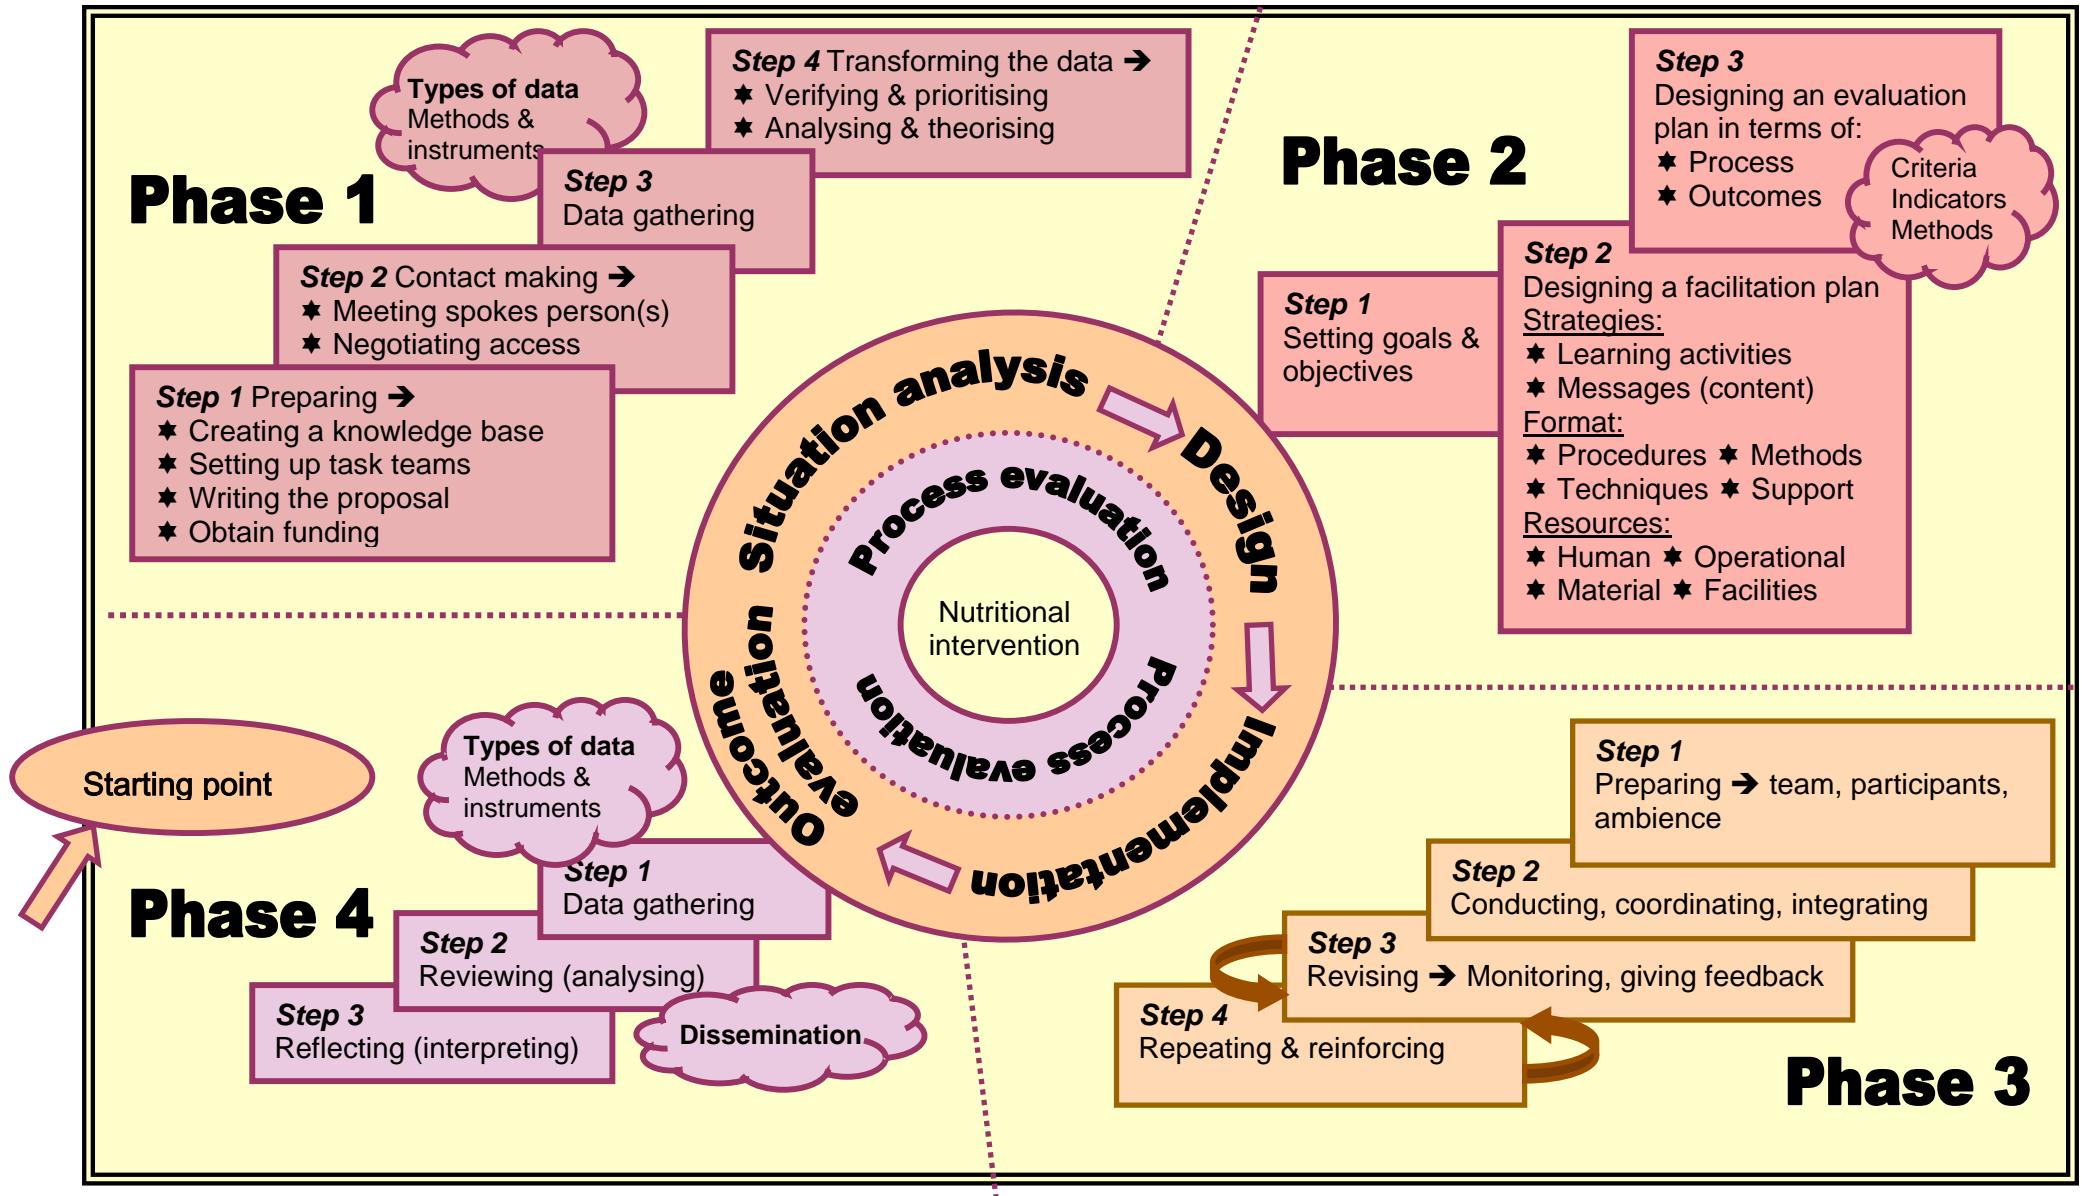 Phase 1
Types of data
Methods &
instruments
Step 1 Preparing ➔
✶ Creating a knowledge base
✶ Setting up task teams
✶ Writing the proposal
✶ Obtain funding
Step 2 Contact making ➔
✶ Meeting spokes person(s)
✶ Negotiating access
Step 3
Data gathering
Step 4 Transforming the data ➔
✶ Verifying & prioritising
✶ Analysing & theorising
Phase 2
Step 1
Setting goals &
objectives
Step 2
Designing a facilitation plan
Strategies:
✶ Learning activities
✶ Messages (content)
Format:
✶ Procedures ✶ Methods
✶ Techniques ✶ Support
Resources:
✶ Human ✶ Operational
✶ Material ✶ Facilities
Step 3
Designing an evaluation
plan in terms of:
✶ Process
✶ Outcomes
Criteria
Indicators
Methods
Situation analysis
Design
Implementation
Outcome
evaluation
Process evaluation
Process evaluation
Nutritional
intervention
Phase 3
Step 1
Preparing ➔ team, participants,
ambience
Step 2
Conducting, coordinating, integrating
Step 3
Revising ➔ Monitoring, giving feedback
Step 4
Repeating & reinforcing
Starting point
Phase 4
Types of data
Methods &
instruments
Step 1
Data gathering
Step 2
Reviewing (analysing)
Step 3
Reflecting (interpreting)
Dissemination